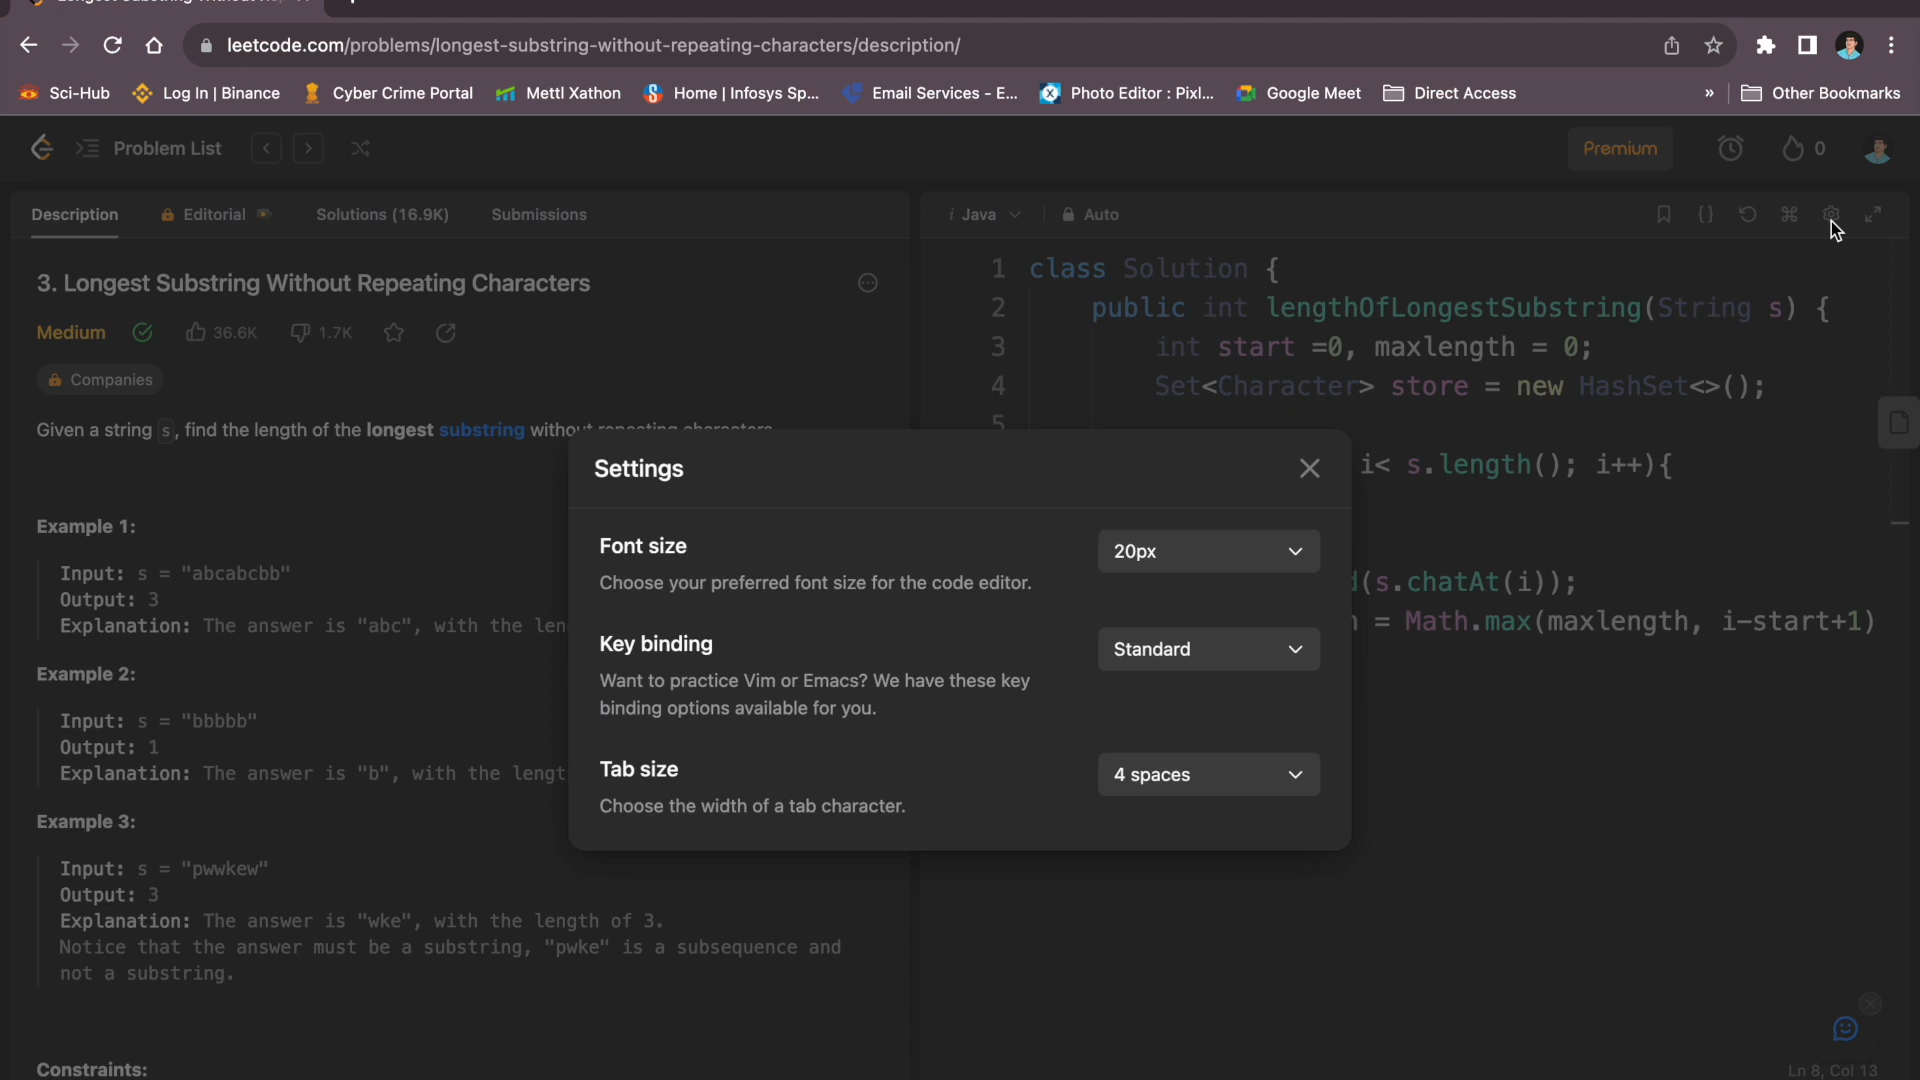 leetcode.com/problems/longest-substring-without-repeating-characters/description/
Sci-Hub
Log In | Binance
Cyber Crime Portal
Mettl Xathon
Home | Infosys Sp...
Email Services - E...
Photo Editor : Pixl...
Google Meet
Direct Access
»
Other Bookmarks
Problem List
Premium
0
Description
Editorial
Solutions (16.9K)
Submissions
i Java
Auto
3. Longest Substring Without Repeating Characters
Medium
36.6K
1.7K
Companies
Given a string s, find the length of the longest substring without repeating characters.
Example 1:
Input: s = "abcabcbb"
Output: 3
Explanation: The answer is "abc", with the len
Example 2:
Input: s = "bbbbb"
Output: 1
Explanation: The answer is "b", with the lengt
Example 3:
Input: s = "pwwkew"
Output: 3
Explanation: The answer is "wke", with the length of 3.
Notice that the answer must be a substring, "pwke" is a subsequence and
not a substring.
Constraints:
1 class Solution {
2 public int lengthOfLongestSubstring(String s) {
3 int start =0, maxlength = 0;
4 Set<Character> store = new HashSet<>();
5
i< s.length(); i++){
d(s.chatAt(i));
= Math.max(maxlength, i-start+1)
Settings
Font size
20px
Choose your preferred font size for the code editor.
Key binding
Standard
Want to practice Vim or Emacs? We have these key
binding options available for you.
Tab size
4 spaces
Choose the width of a tab character.
Ln 8, Col 13